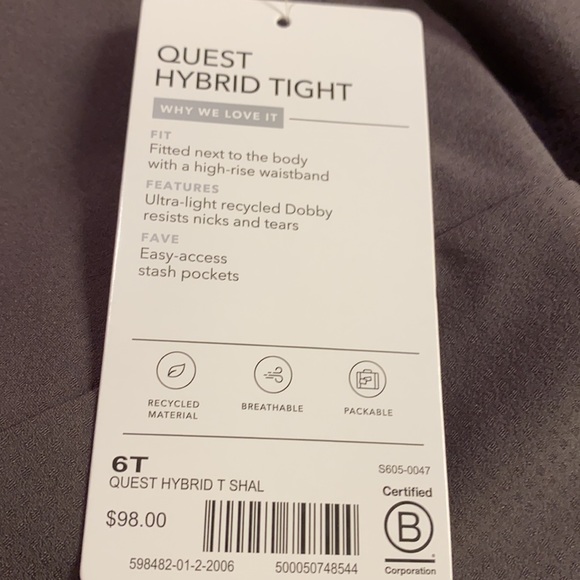 QUEST
HYBRID TIGHT
WHY WE LOVE IT
FIT
Fitted next to the body
with a high-rise waistband
FEATURES
Ultra-light recycled Dobby
resists nicks and tears
FAVE
Easy-access
stash pockets
RECYCLED
MATERIAL
BREATHABLE
PACKABLE
6T
S605-0047
QUEST HYBRID T SHAL
$98.00
Certified
B
Corporation
598482-01-2-2006 500050748544